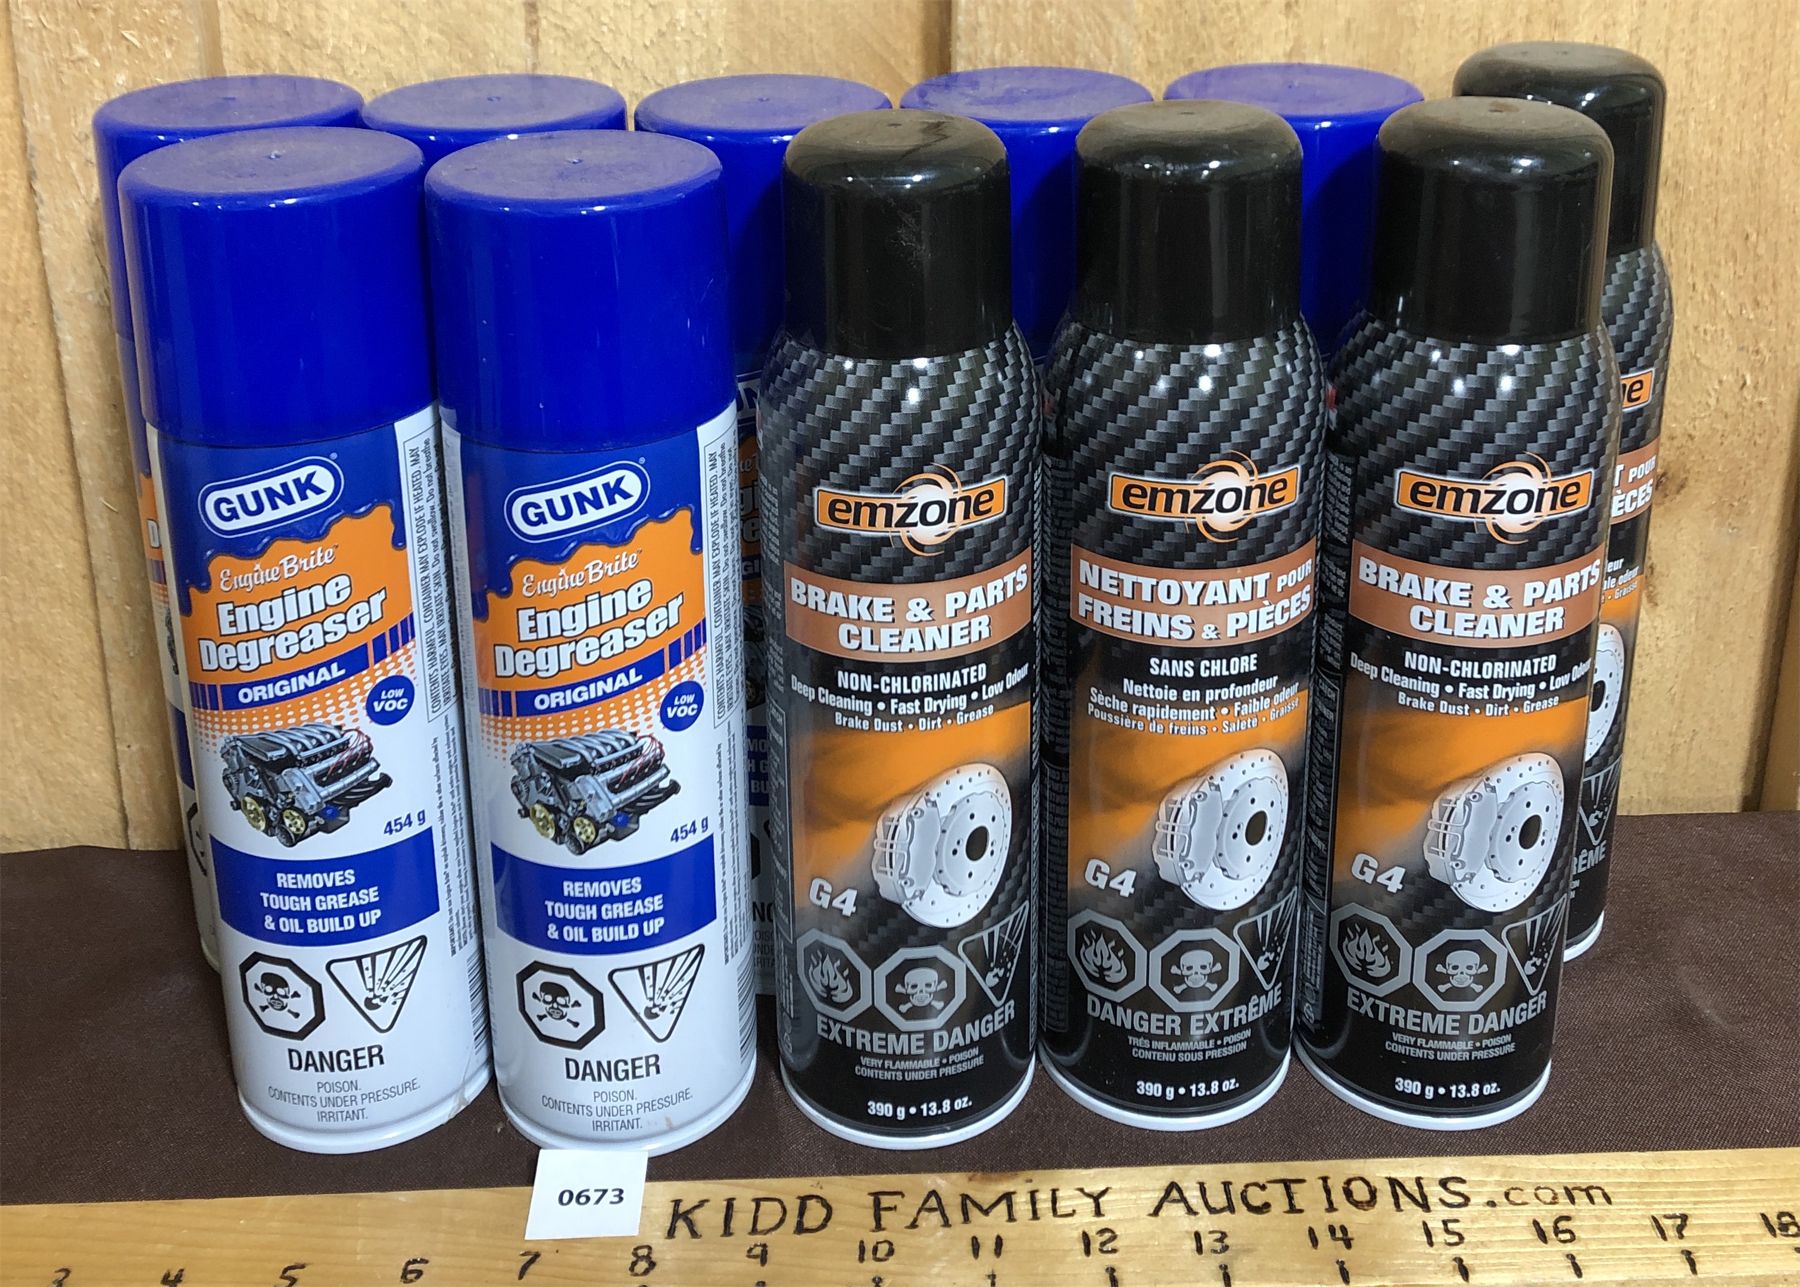 GUNK
Engine Brite
Engine
Degreaser
ORIGINAL
LOW
VOC
454 g
REMOVES
TOUGH GREASE
& OIL BUILD UP
DANGER
POISON.
CONTENTS UNDER PRESSURE.
IRRITANT.
GUNK
Engine Brite
Engine
Degreaser
ORIGINAL
LOW
VOC
454 g
REMOVES
TOUGH GREASE
& OIL BUILD UP
DANGER
POISON.
CONTENTS UNDER PRESSURE.
IRRITANT.
emzone
BRAKE & PARTS
CLEANER
NON-CHLORINATED
Deep Cleaning • Fast Drying • Low Odour
Brake Dust • Dirt • Grease
G4
EXTREME DANGER
VERY FLAMMABLE • POISON
CONTENTS UNDER PRESSURE
390 g • 13.8 oz.
emzone
NETTOYANT POUR
FREINS & PIÈCES
SANS CHLORE
Nettoie en profondeur
Sèche rapidement • Faible odeur
Poussière de freins • Saleté • Graisse
G4
DANGER EXTRÊME
TRÈS INFLAMMABLE • POISON
CONTENU SOUS PRESSION
390 g • 13.8 oz.
emzone
BRAKE & PARTS
CLEANER
NON-CHLORINATED
Deep Cleaning • Fast Drying • Low Odour
Brake Dust • Dirt • Grease
G4
EXTREME DANGER
VERY FLAMMABLE • POISON
CONTENTS UNDER PRESSURE
390 g • 13.8 oz.
0673
KIDD FAMILY AUCTIONS.com
3 4 5 6 7 8 9 10 11 12 13 14 15 16 17 18